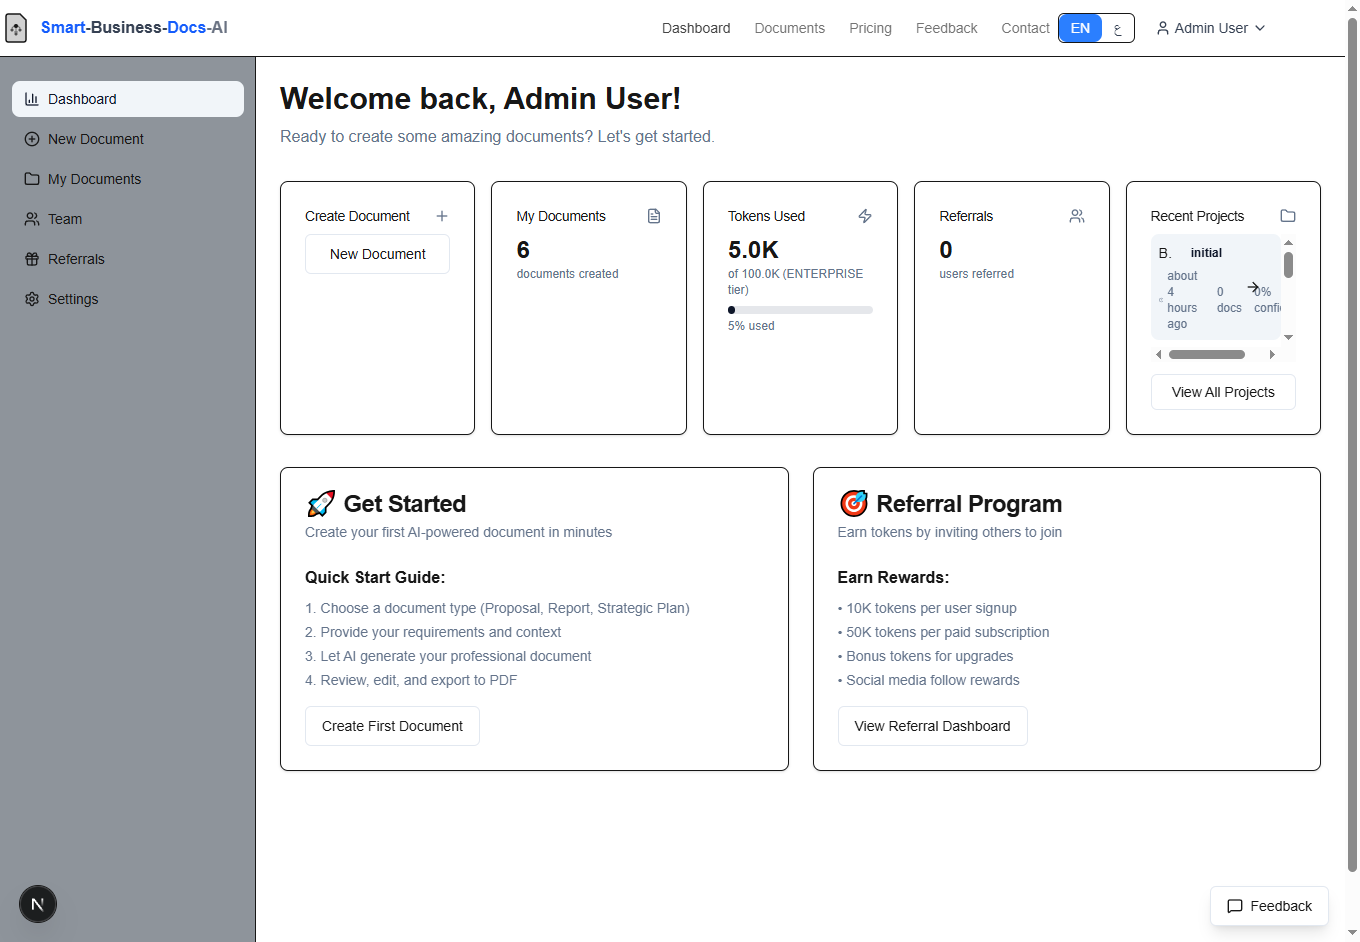 Smart-Business-Docs-AI
Dashboard
Documents
Pricing
Feedback
Contact
EN
ع
Admin User
Dashboard
New Document
My Documents
Team
Referrals
Settings
Welcome back, Admin User!
Ready to create some amazing documents? Let's get started.
Create Document
New Document
My Documents
6
documents created
Tokens Used
5.0K
of 100.0K (ENTERPRISE
tier)
5% used
Referrals
0
users referred
Recent Projects
B.
initial
about
4
hours
ago
0
docs
0%
confi
View All Projects
🚀 Get Started
Create your first AI-powered document in minutes
Quick Start Guide:
1. Choose a document type (Proposal, Report, Strategic Plan)
2. Provide your requirements and context
3. Let AI generate your professional document
4. Review, edit, and export to PDF
Create First Document
🎯 Referral Program
Earn tokens by inviting others to join
Earn Rewards:
• 10K tokens per user signup
• 50K tokens per paid subscription
• Bonus tokens for upgrades
• Social media follow rewards
View Referral Dashboard
N
Feedback